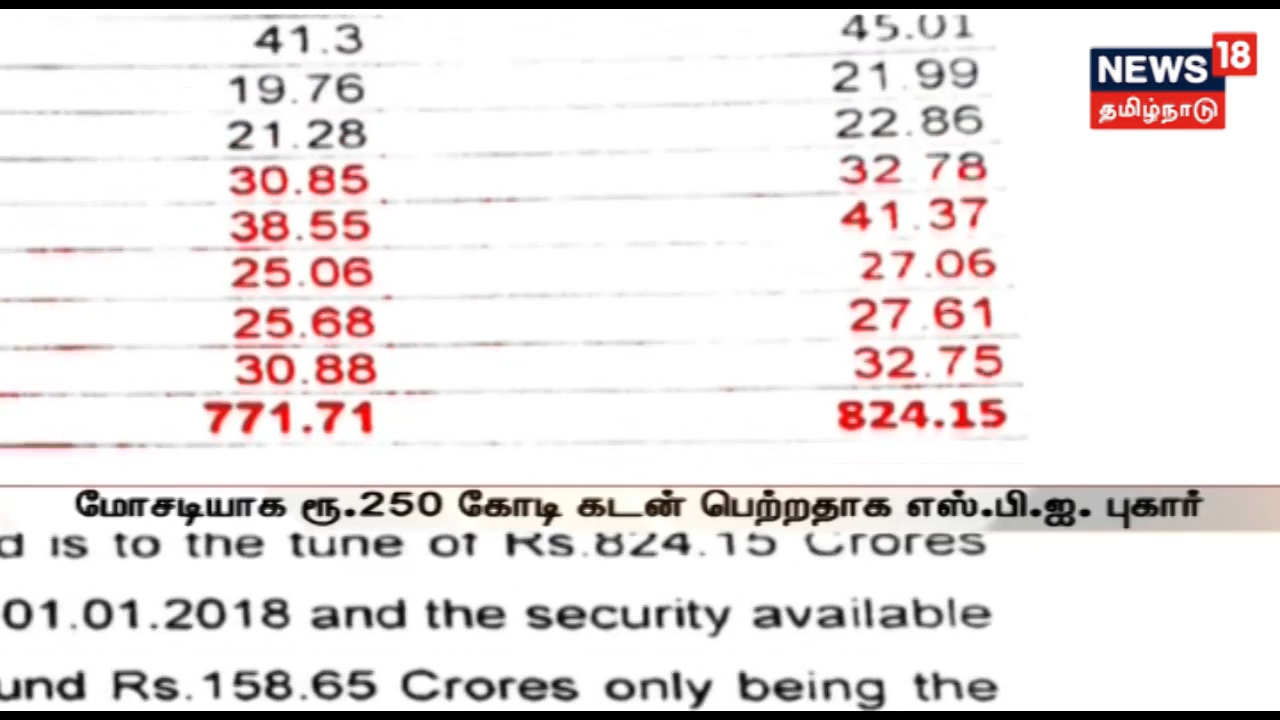 41.3 45.01
19.76 21.99
21.28 22.86
30.85 32.78
38.55 41.37
25.06 27.06
25.68 27.61
30.88 32.75
771.71 824.15
NEWS 18
தமிழ்நாடு
மோசடியாக ரூ.250 கோடி கடன் பெற்றதாக எஸ்.பி.ஐ. புகார்
d is to the tune of Rs.824.15 Crores
01.01.2018 and the security available
und Rs.158.65 Crores only being the